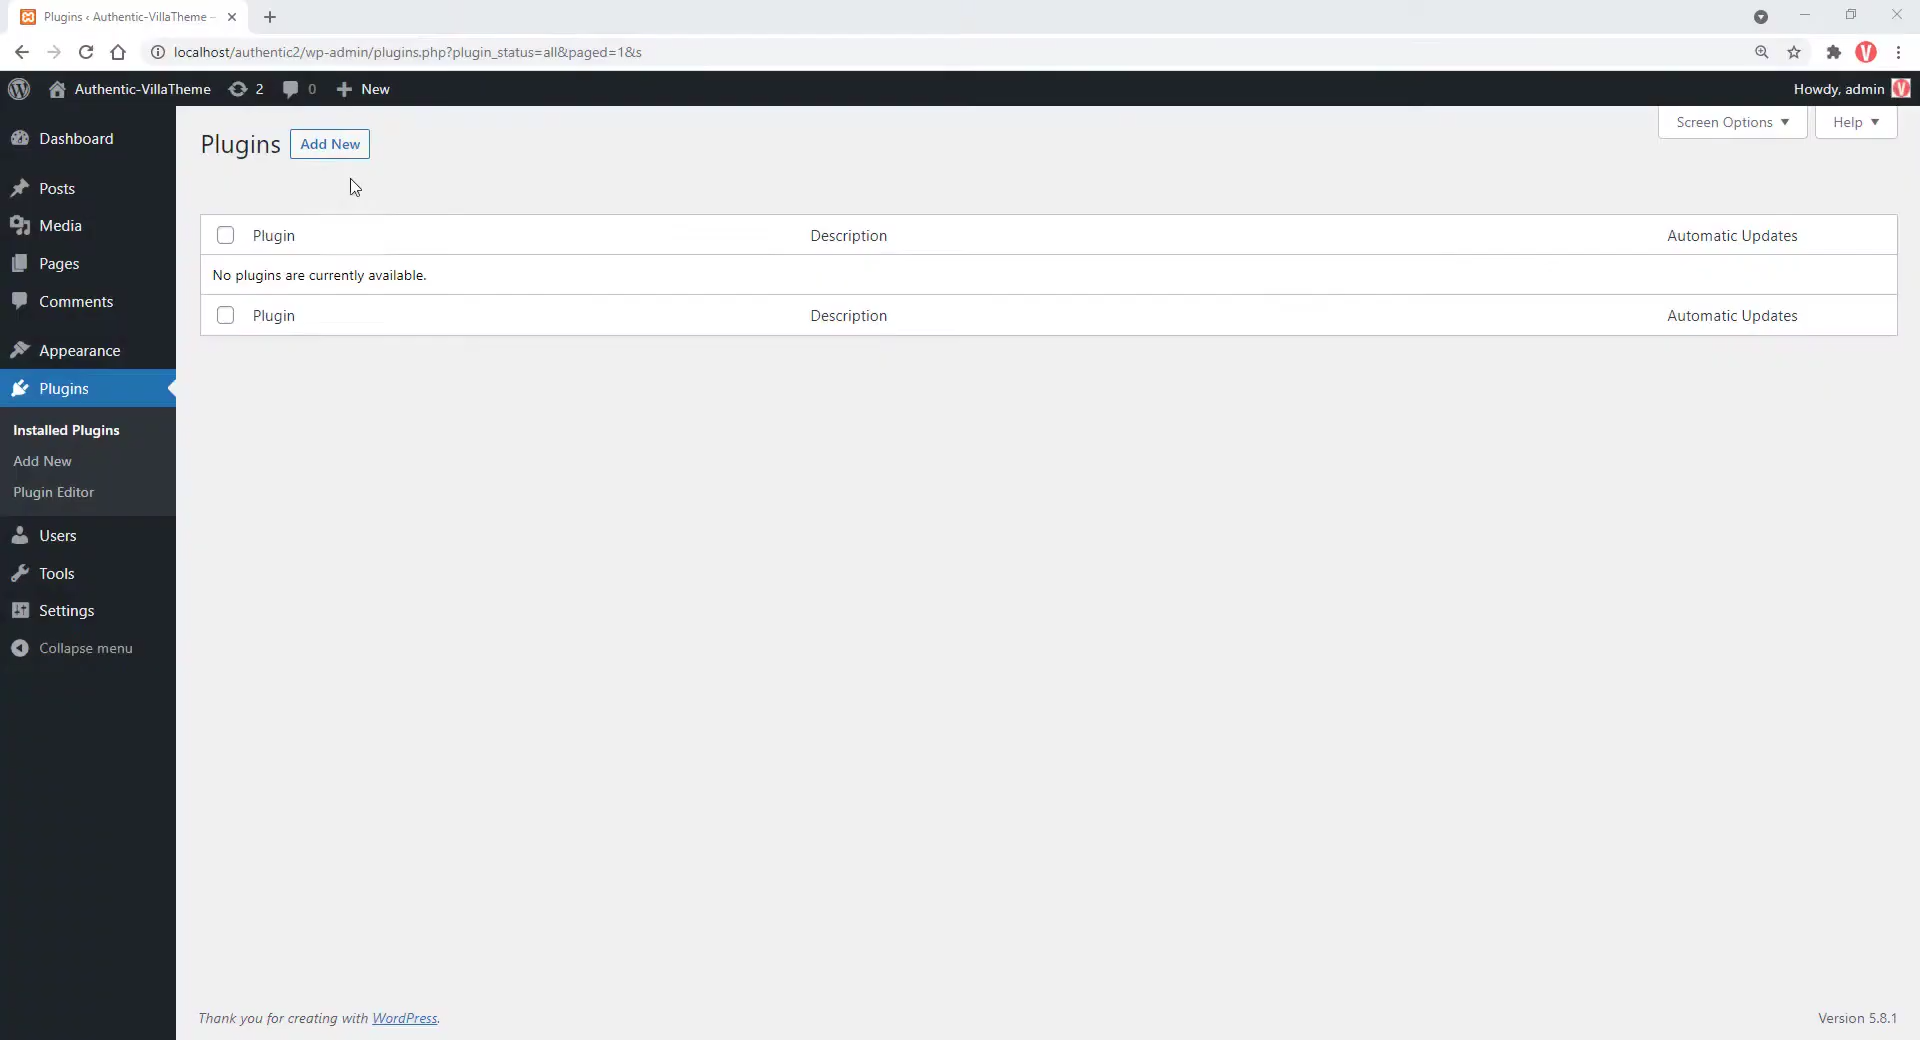 Plugins ‹ Authentic-VillaTheme –
localhost/authentic2/wp-admin/plugins.php?plugin_status=all&paged=1&s
Authentic-VillaTheme 2 0 New
Howdy, admin
Dashboard
Posts
Media
Pages
Comments
Appearance
Plugins
Installed Plugins
Add New
Plugin Editor
Users
Tools
Settings
Collapse menu
Screen Options
Help
Plugins
Add New
Plugin Description Automatic Updates
No plugins are currently available.
Plugin Description Automatic Updates
Thank you for creating with WordPress.
Version 5.8.1